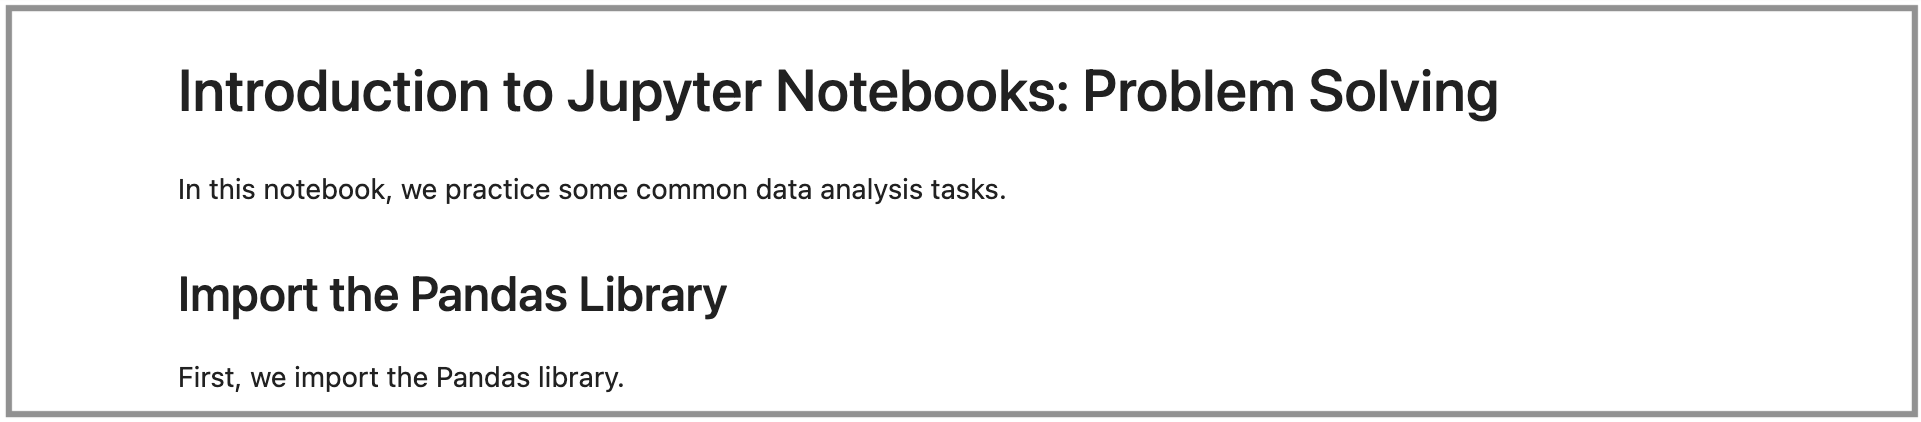 Introduction to Jupyter Notebooks: Problem Solving
In this notebook, we practice some common data analysis tasks.
Import the Pandas Library
First, we import the Pandas library.